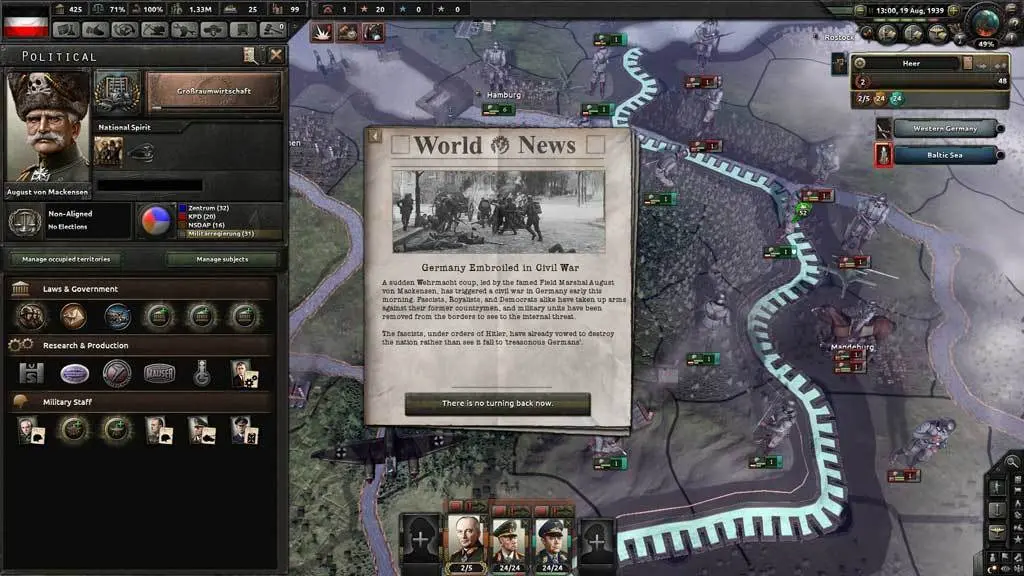 425
71%
100%
1.33M
25
99
1
20
0
0
13:00, 19 Aug, 1939
49%
POLITICAL
Großraumwirtschaft
National Spirit
August von Mackensen
Non-Aligned
No Elections
Zentrum (32)
KPD (20)
NSDAP (16)
Militärregierung (31)
Manage occupied territories
Manage subjects
Laws & Government
Research & Production
MAUSER
Military Staff
Rostock
Hamburg
Heer
2
48
2/5
24
24
Western Germany
Baltic Sea
6
52
Magdeburg
World News
Germany Embroiled in Civil War
A sudden Wehrmacht coup, led by the famed Field Marshal August
von Mackensen, has triggered a civil war in Germany early this
morning. Fascists, Royalists, and Democrats alike have taken up arms
against their former countrymen, and military units have been
removed from the borders to see to the internal threat.
The fascists, under orders of Hitler, have already vowed to destroy
the nation rather than see it fall to 'treasonous Germans'.
There is no turning back now.
2/5
24/24
24/24